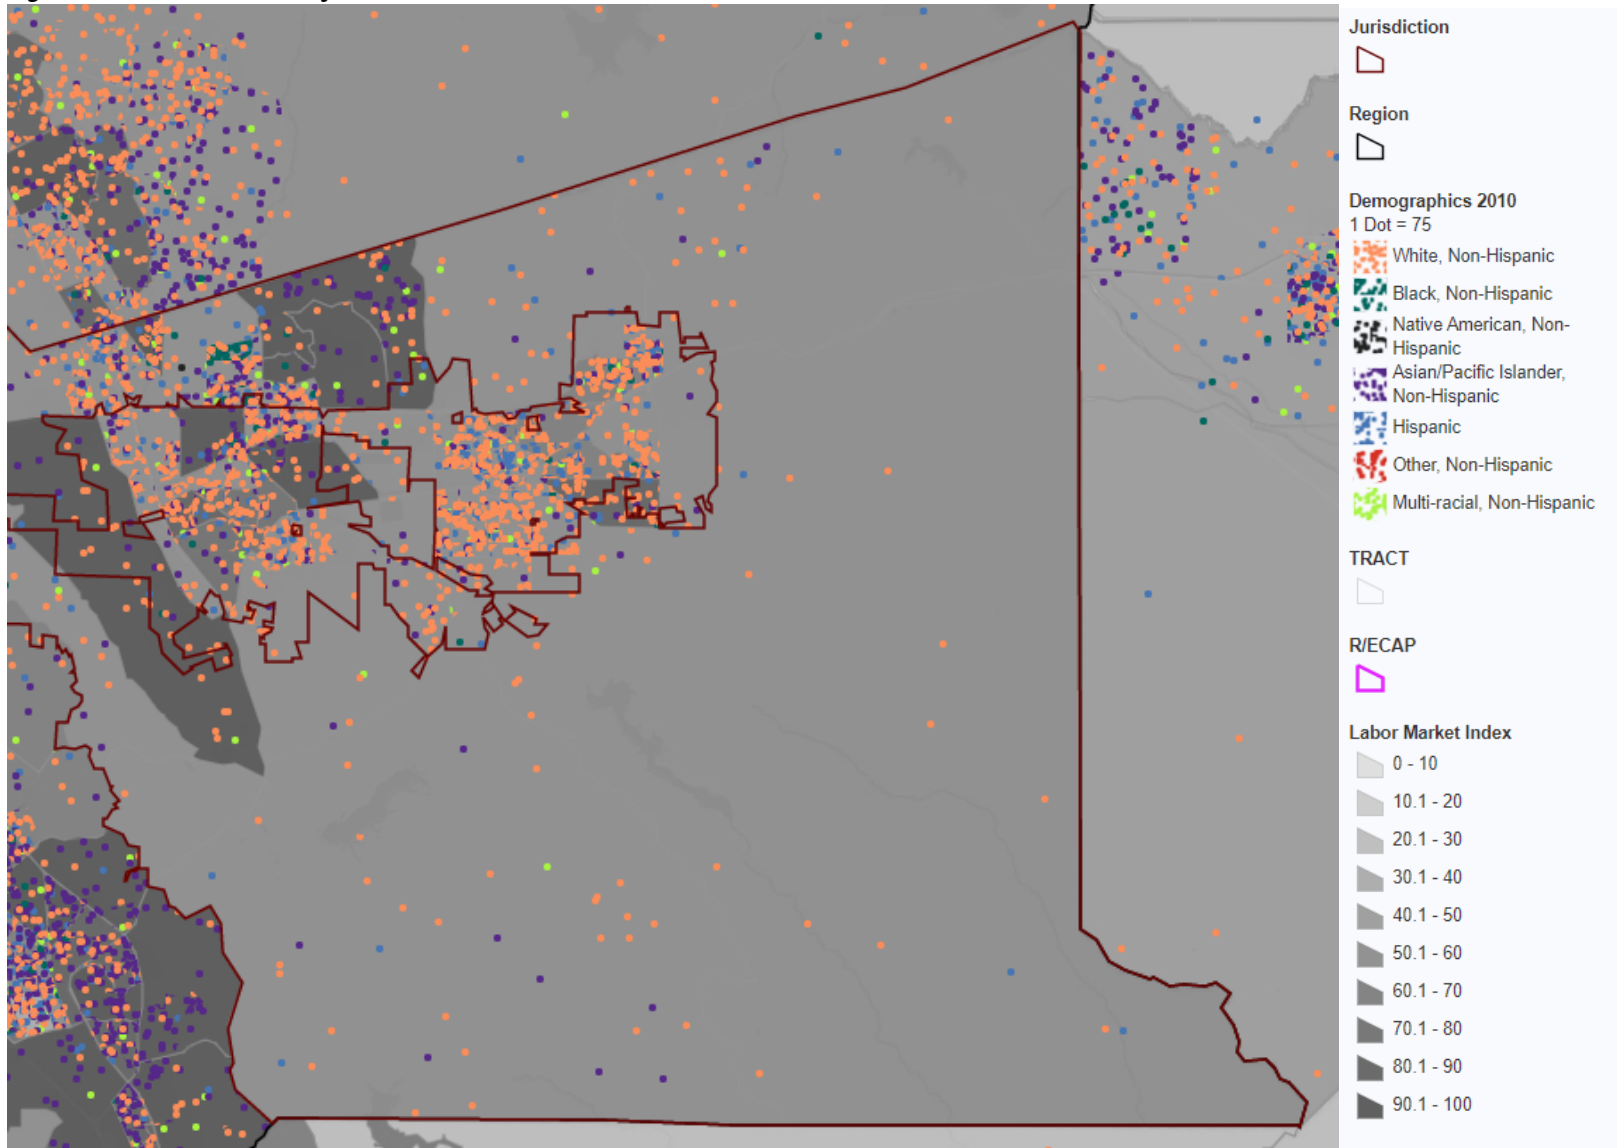 Jurisdiction
Region
Demographics 2010
1 Dot = 75
White, Non-Hispanic
Black, Non-Hispanic
Native American, Non-
Hispanic
Asian/Pacific Islander,
Non-Hispanic
Hispanic
Other, Non-Hispanic
Multi-racial, Non-Hispanic
TRACT
R/ECAP
Labor Market Index
0 - 10
10.1 - 20
20.1 - 30
30.1 - 40
40.1 - 50
50.1 - 60
60.1 - 70
70.1 - 80
80.1 - 90
90.1 - 100